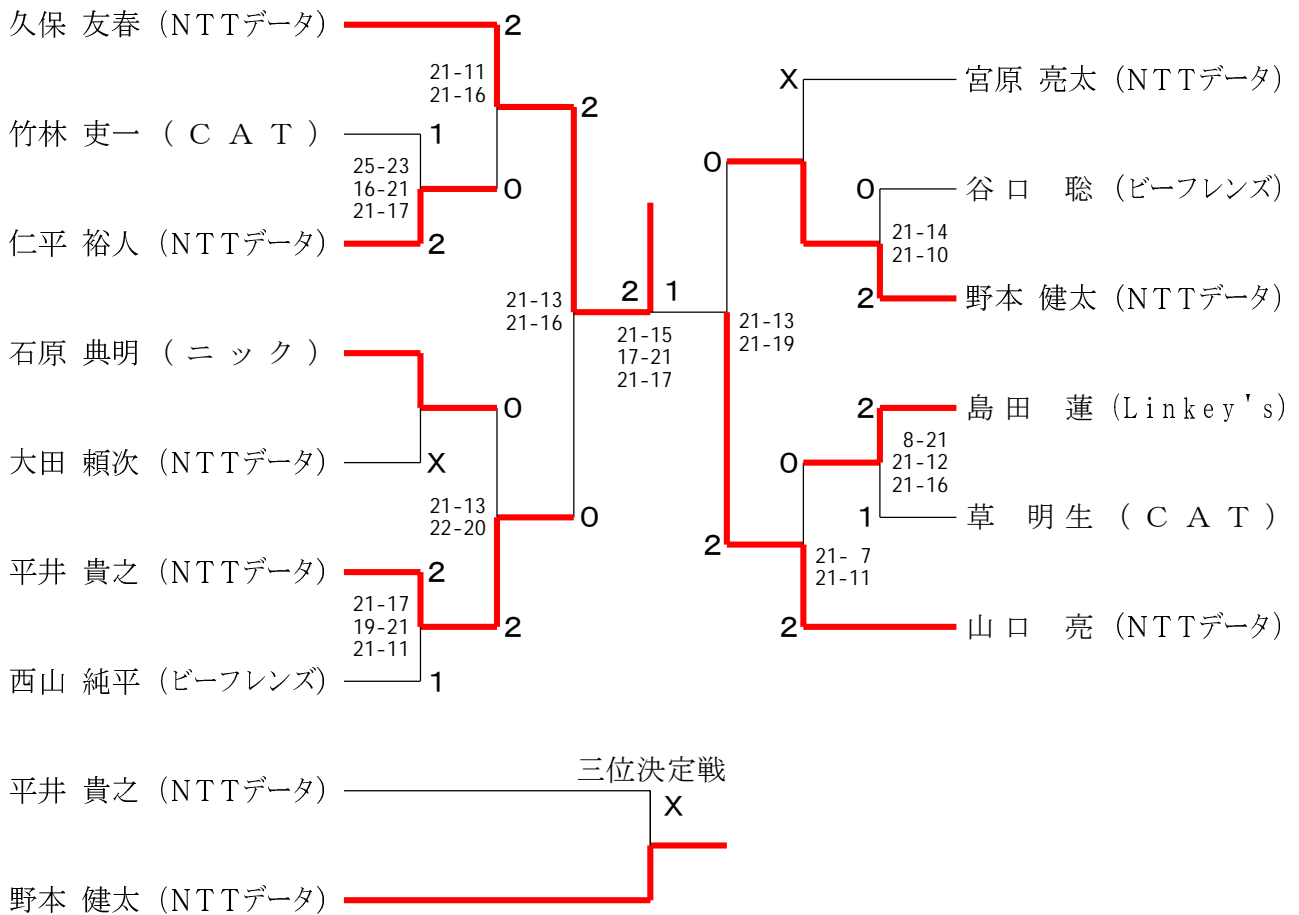 久保 友春 (NTTデータ)
2
21-11
21-16
2
竹林 吏一 ( C A T )
1
25-23
16-21
21-17
0
仁平 裕人 (NTTデータ)
2
21-13
21-16
石原 典明 ( ニ ッ ク )
0
大田 頼次 (NTTデータ)
X
21-13
22-20
0
平井 貴之 (NTTデータ)
2
21-17
19-21
21-11
2
西山 純平 (ビーフレンズ)
1
2 1
21-15
17-21
21-17
X
宮原 亮太 (NTTデータ)
0
0
谷 口 聡 (ビーフレンズ)
21-14
21-10
2
野本 健太 (NTTデータ)
21-13
21-19
2
島 田 蓮 (Linkey's)
8-21
21-12
21-16
0
1
草 明 生 ( C A T )
2
21- 7
21-11
2
山 口 亮 (NTTデータ)
三位決定戦
平井 貴之 (NTTデータ)
X
野本 健太 (NTTデータ)